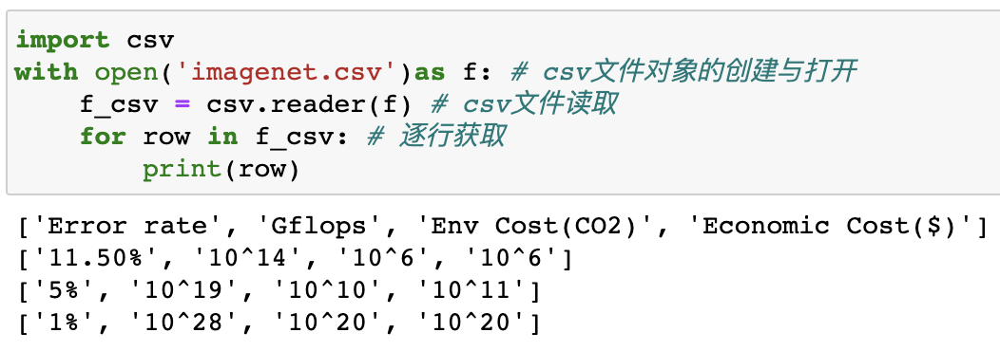 import csv
with open('imagenet.csv')as f: # csv文件对象的创建与打开
    f_csv = csv.reader(f) # csv文件读取
    for row in f_csv: # 逐行获取
        print(row)
['Error rate', 'Gflops', 'Env Cost(CO2)', 'Economic Cost($)']
['11.50%', '10^14', '10^6', '10^6']
['5%', '10^19', '10^10', '10^11']
['1%', '10^28', '10^20', '10^20']